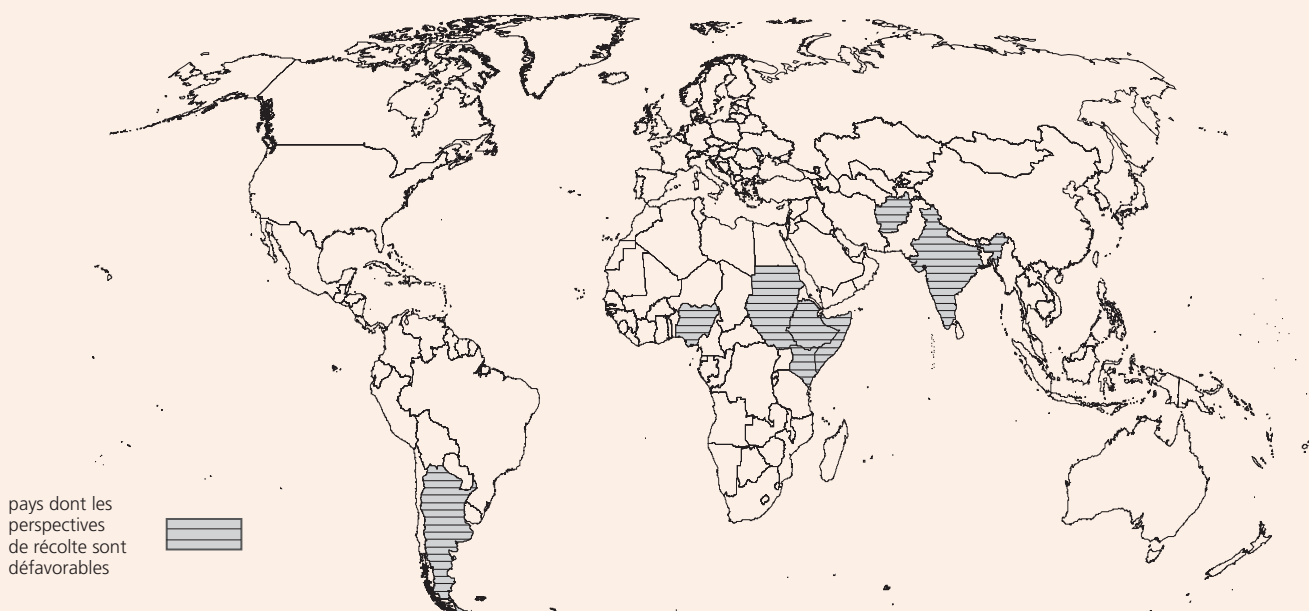 pays dont les
perspectives
de récolte sont
défavorables